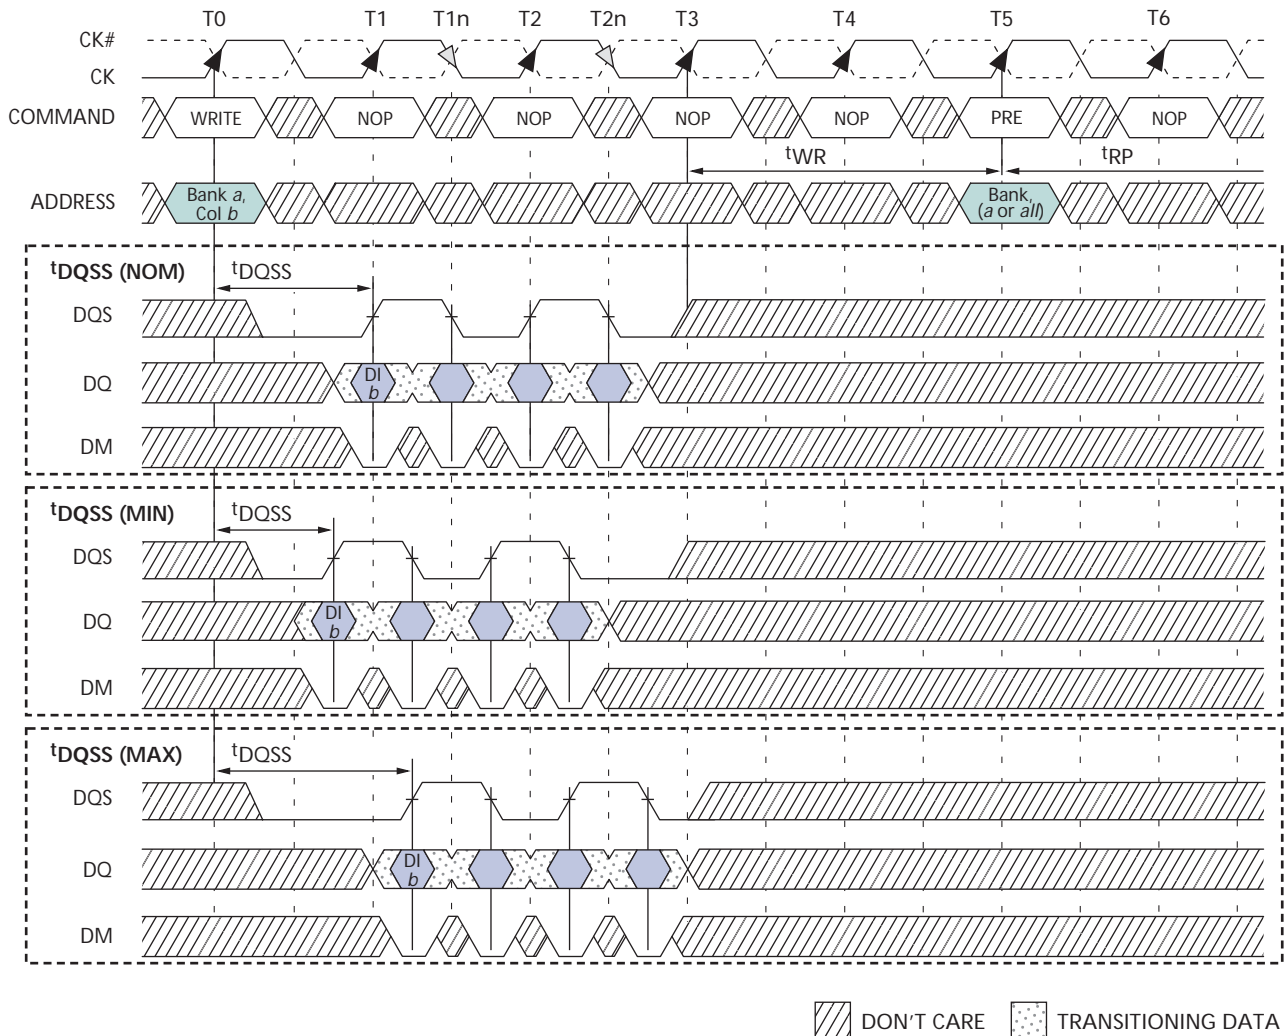 T0 T1 T1n T2 T2n T3 T4 T5 T6
CK#
CK
COMMAND WRITE NOP NOP NOP NOP PRE NOP
tWR tRP
ADDRESS Bank a, Col b Bank, (a or all)
tDQSS (NOM) tDQSS
DQS
DQ DI b
DM
tDQSS (MIN) tDQSS
DQS
DQ DI b
DM
tDQSS (MAX) tDQSS
DQS
DQ DI b
DM
DON'T CARE TRANSITIONING DATA